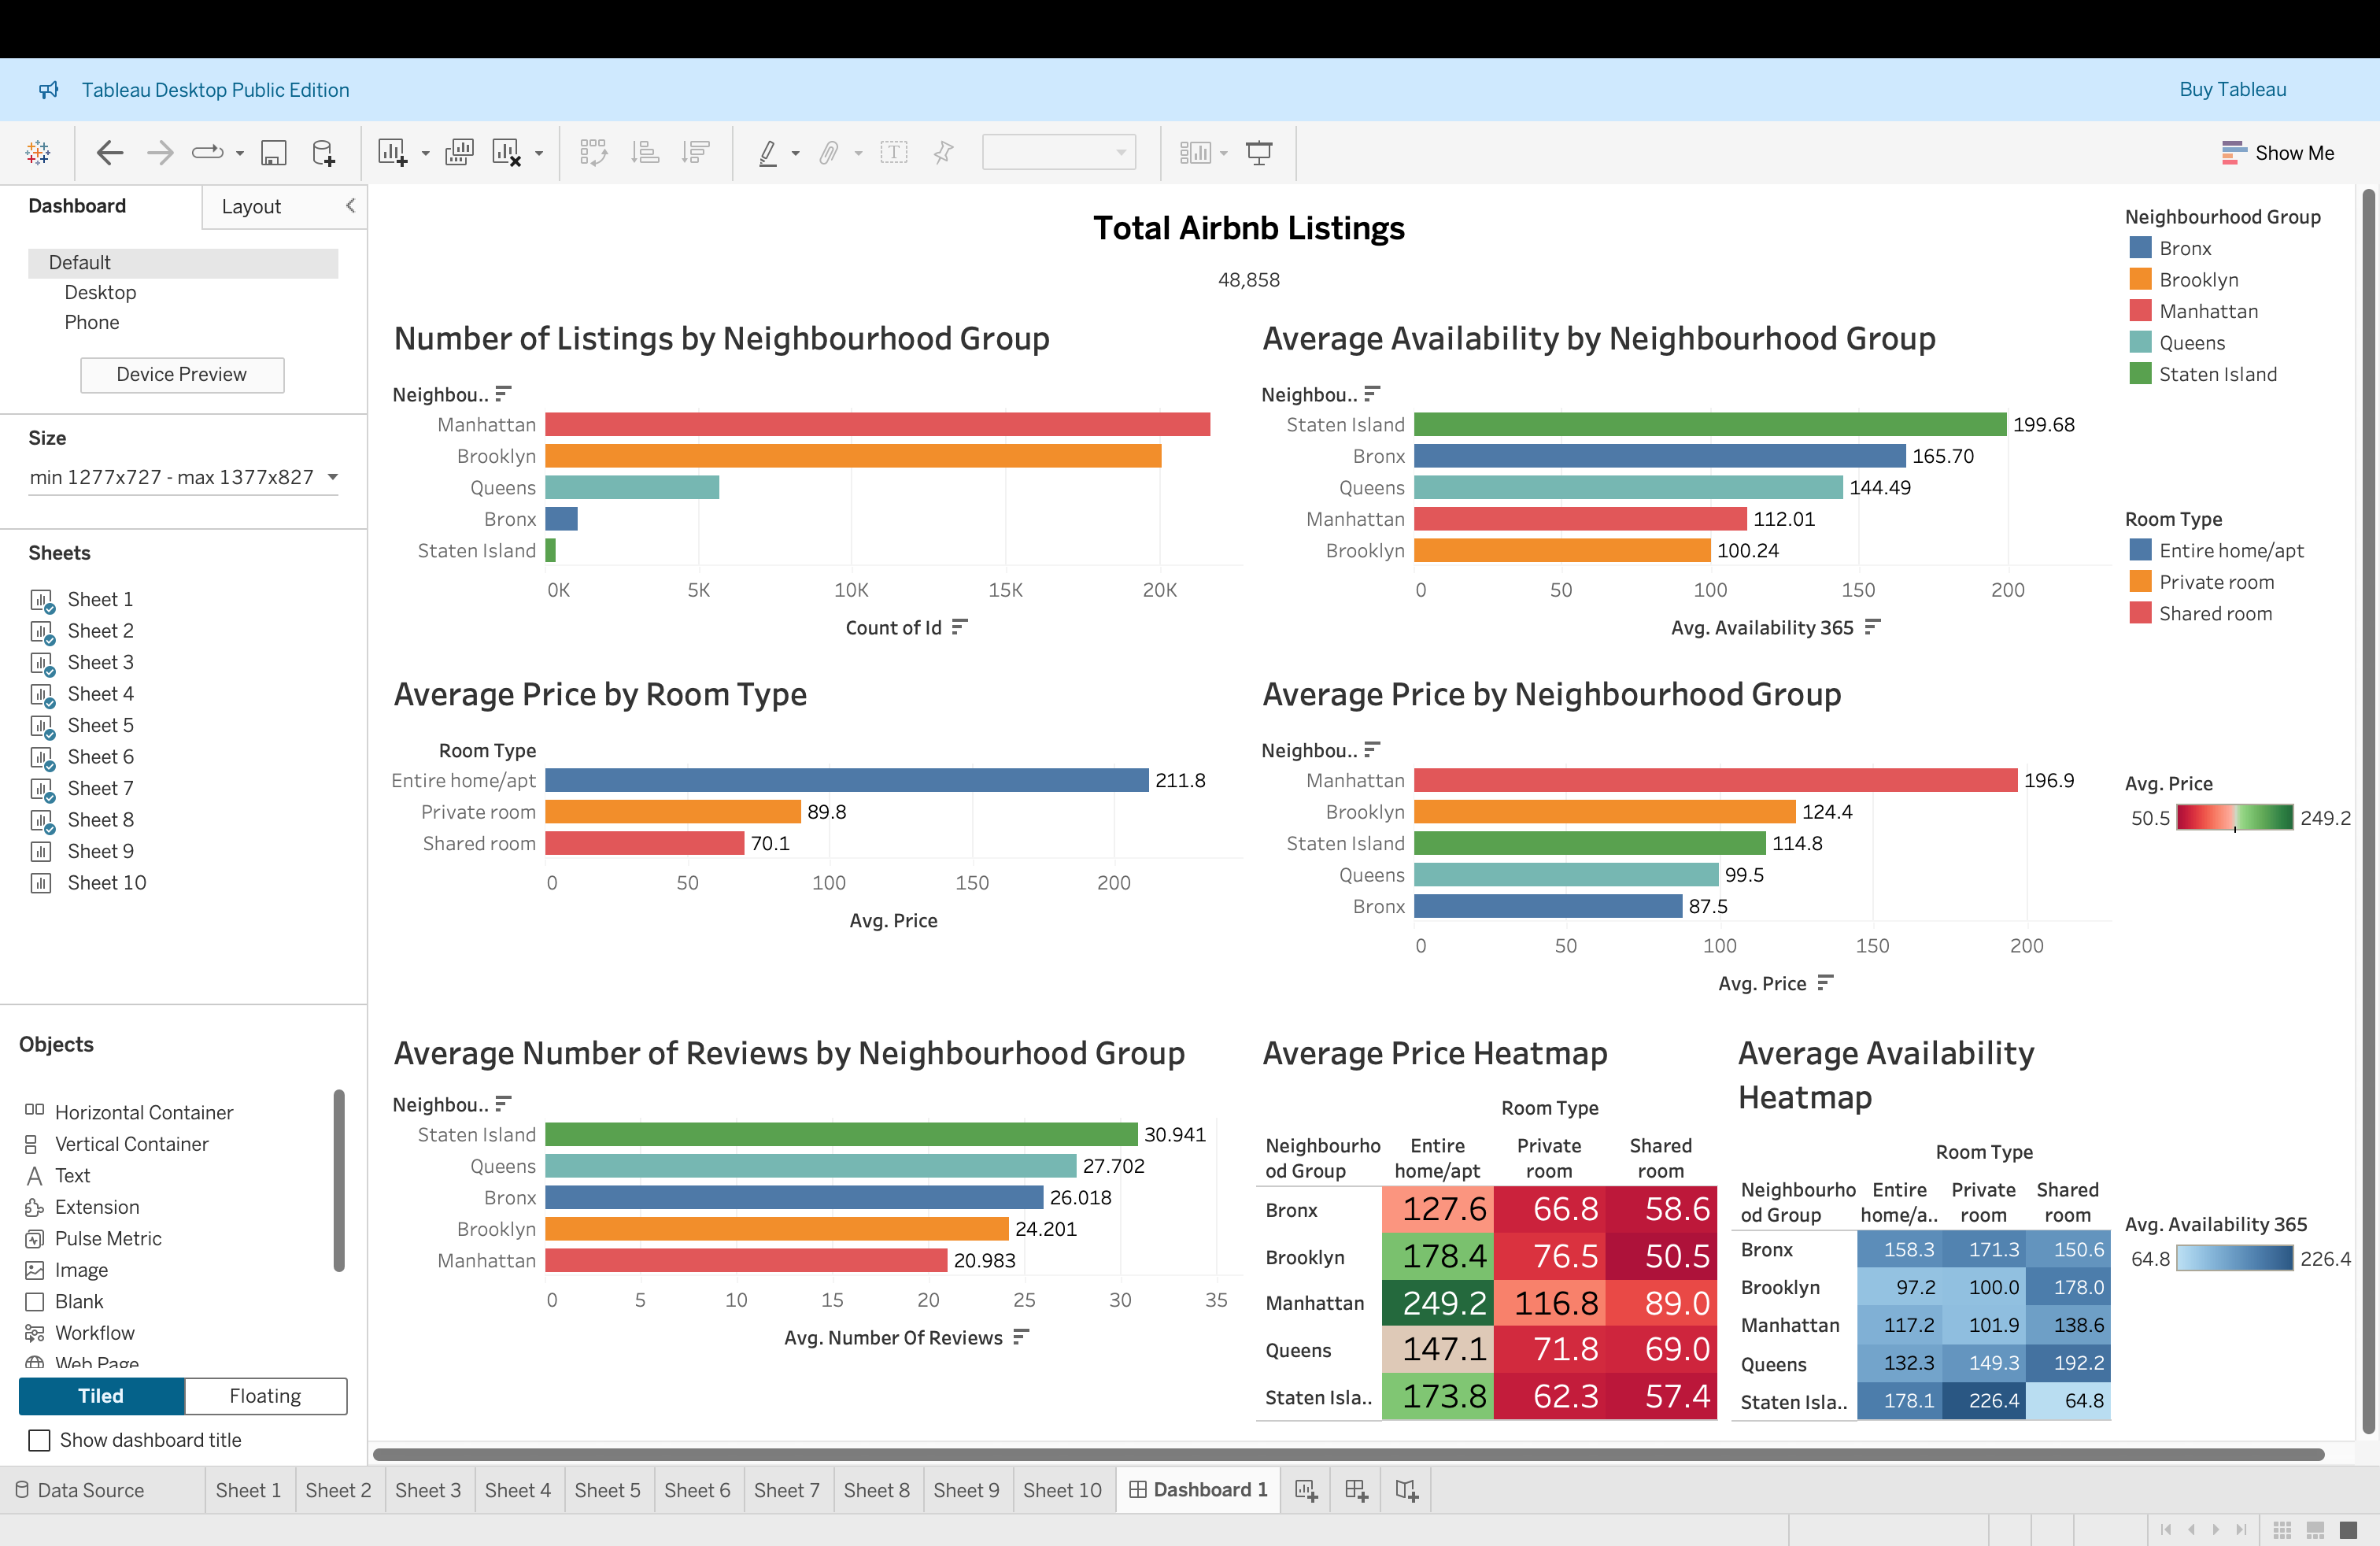 Tableau Desktop Public Edition
Buy Tableau
Show Me
Dashboard
Layout
Default
Desktop
Phone
Device Preview
Size
min 1277x727 - max 1377x827
Sheets
Sheet 1
Sheet 2
Sheet 3
Sheet 4
Sheet 5
Sheet 6
Sheet 7
Sheet 8
Sheet 9
Sheet 10
Objects
Horizontal Container
Vertical Container
Text
Extension
Pulse Metric
Image
Blank
Workflow
Web Page
Tiled
Floating
Show dashboard title
Total Airbnb Listings
48,858
Number of Listings by Neighbourhood Group
Neighbou..
Manhattan
Brooklyn
Queens
Bronx
Staten Island
0K 5K 10K 15K 20K
Count of Id
Average Availability by Neighbourhood Group
Neighbou..
Staten Island 199.68
Bronx 165.70
Queens 144.49
Manhattan 112.01
Brooklyn 100.24
0 50 100 150 200
Avg. Availability 365
Average Price by Room Type
Room Type
Entire home/apt 211.8
Private room 89.8
Shared room 70.1
0 50 100 150 200
Avg. Price
Average Price by Neighbourhood Group
Neighbou..
Manhattan 196.9
Brooklyn 124.4
Staten Island 114.8
Queens 99.5
Bronx 87.5
0 50 100 150 200
Avg. Price
Average Number of Reviews by Neighbourhood Group
Neighbou..
Staten Island 30.941
Queens 27.702
Bronx 26.018
Brooklyn 24.201
Manhattan 20.983
0 5 10 15 20 25 30 35
Avg. Number Of Reviews
Average Price Heatmap
Room Type
Neighbourho Entire Private Shared
od Group home/apt room room
Bronx 127.6 66.8 58.6
Brooklyn 178.4 76.5 50.5
Manhattan 249.2 116.8 89.0
Queens 147.1 71.8 69.0
Staten Isla.. 173.8 62.3 57.4
Average Availability
Heatmap
Room Type
Neighbourho Entire Private Shared
od Group home/a.. room room
Bronx 158.3 171.3 150.6
Brooklyn 97.2 100.0 178.0
Manhattan 117.2 101.9 138.6
Queens 132.3 149.3 192.2
Staten Isla.. 178.1 226.4 64.8
Neighbourhood Group
Bronx
Brooklyn
Manhattan
Queens
Staten Island
Room Type
Entire home/apt
Private room
Shared room
Avg. Price
50.5 249.2
Avg. Availability 365
64.8 226.4
Data Source
Sheet 1
Sheet 2
Sheet 3
Sheet 4
Sheet 5
Sheet 6
Sheet 7
Sheet 8
Sheet 9
Sheet 10
Dashboard 1